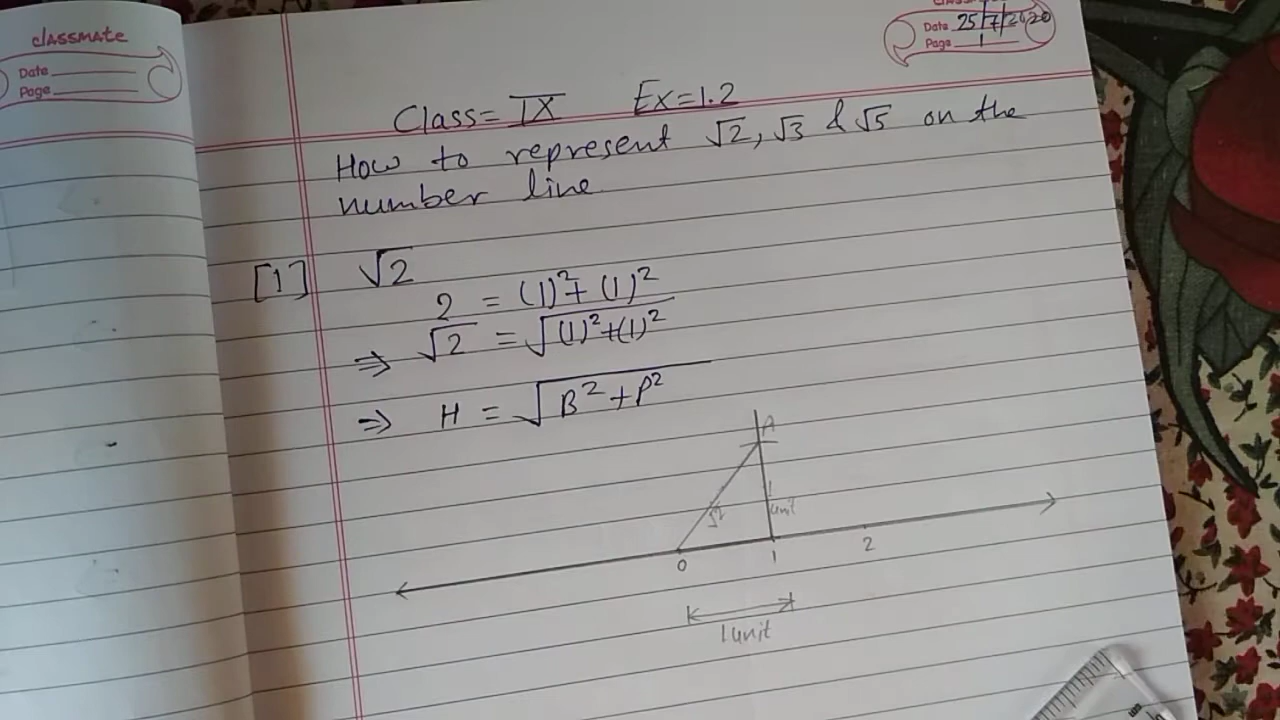 classmate
Date
Page
Date 25/7/2020
Page 1
Class = IX Ex = 1.2
How to represent √2, √3 & √5 on the
number line
[1] √2
2 = (1)² + (1)²
⇒ √2 = √(1)²+(1)²
⇒ H = √B²+P²
A
√2
1
unit
0 1 2
1 unit